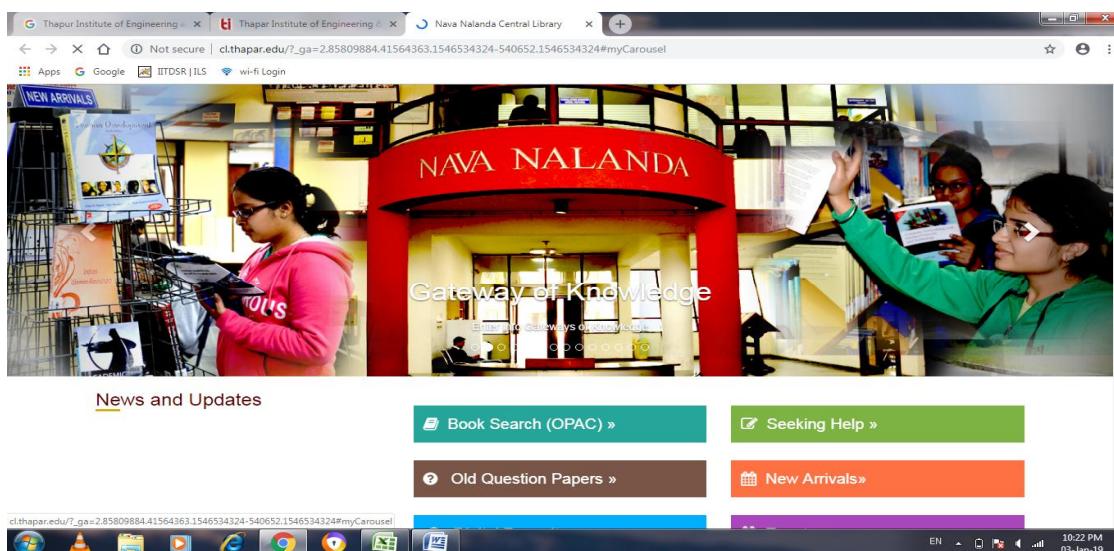 Thapur Institute of Engineering
Thapar Institute of Engineering &
Nava Nalanda Central Library
Not secure | cl.thapar.edu/?_ga=2.85809884.41564363.1546534324-540652.1546534324#myCarousel
Apps
Google
IITDSR | ILS
wi-fi Login
NEW ARRIVALS
NAVA NALANDA
Gateway of Knowledge
Enter into Gateways of Knowledge
News and Updates
Book Search (OPAC) »
Seeking Help »
Old Question Papers »
New Arrivals»
cl.thapar.edu/?_ga=2.85809884.41564363.1546534324-540652.1546534324#myCarousel
EN
10:22 PM
03-Jan-19